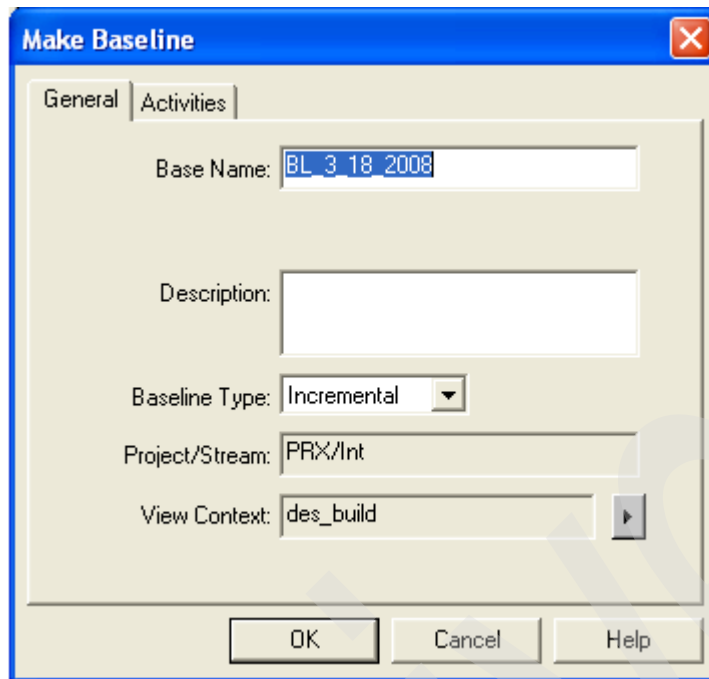 Make Baseline
General Activities
Base Name: BL_3_18_2008
Description:
Baseline Type: Incremental
Project/Stream: PRX/Int
View Context: des_build
OK Cancel Help